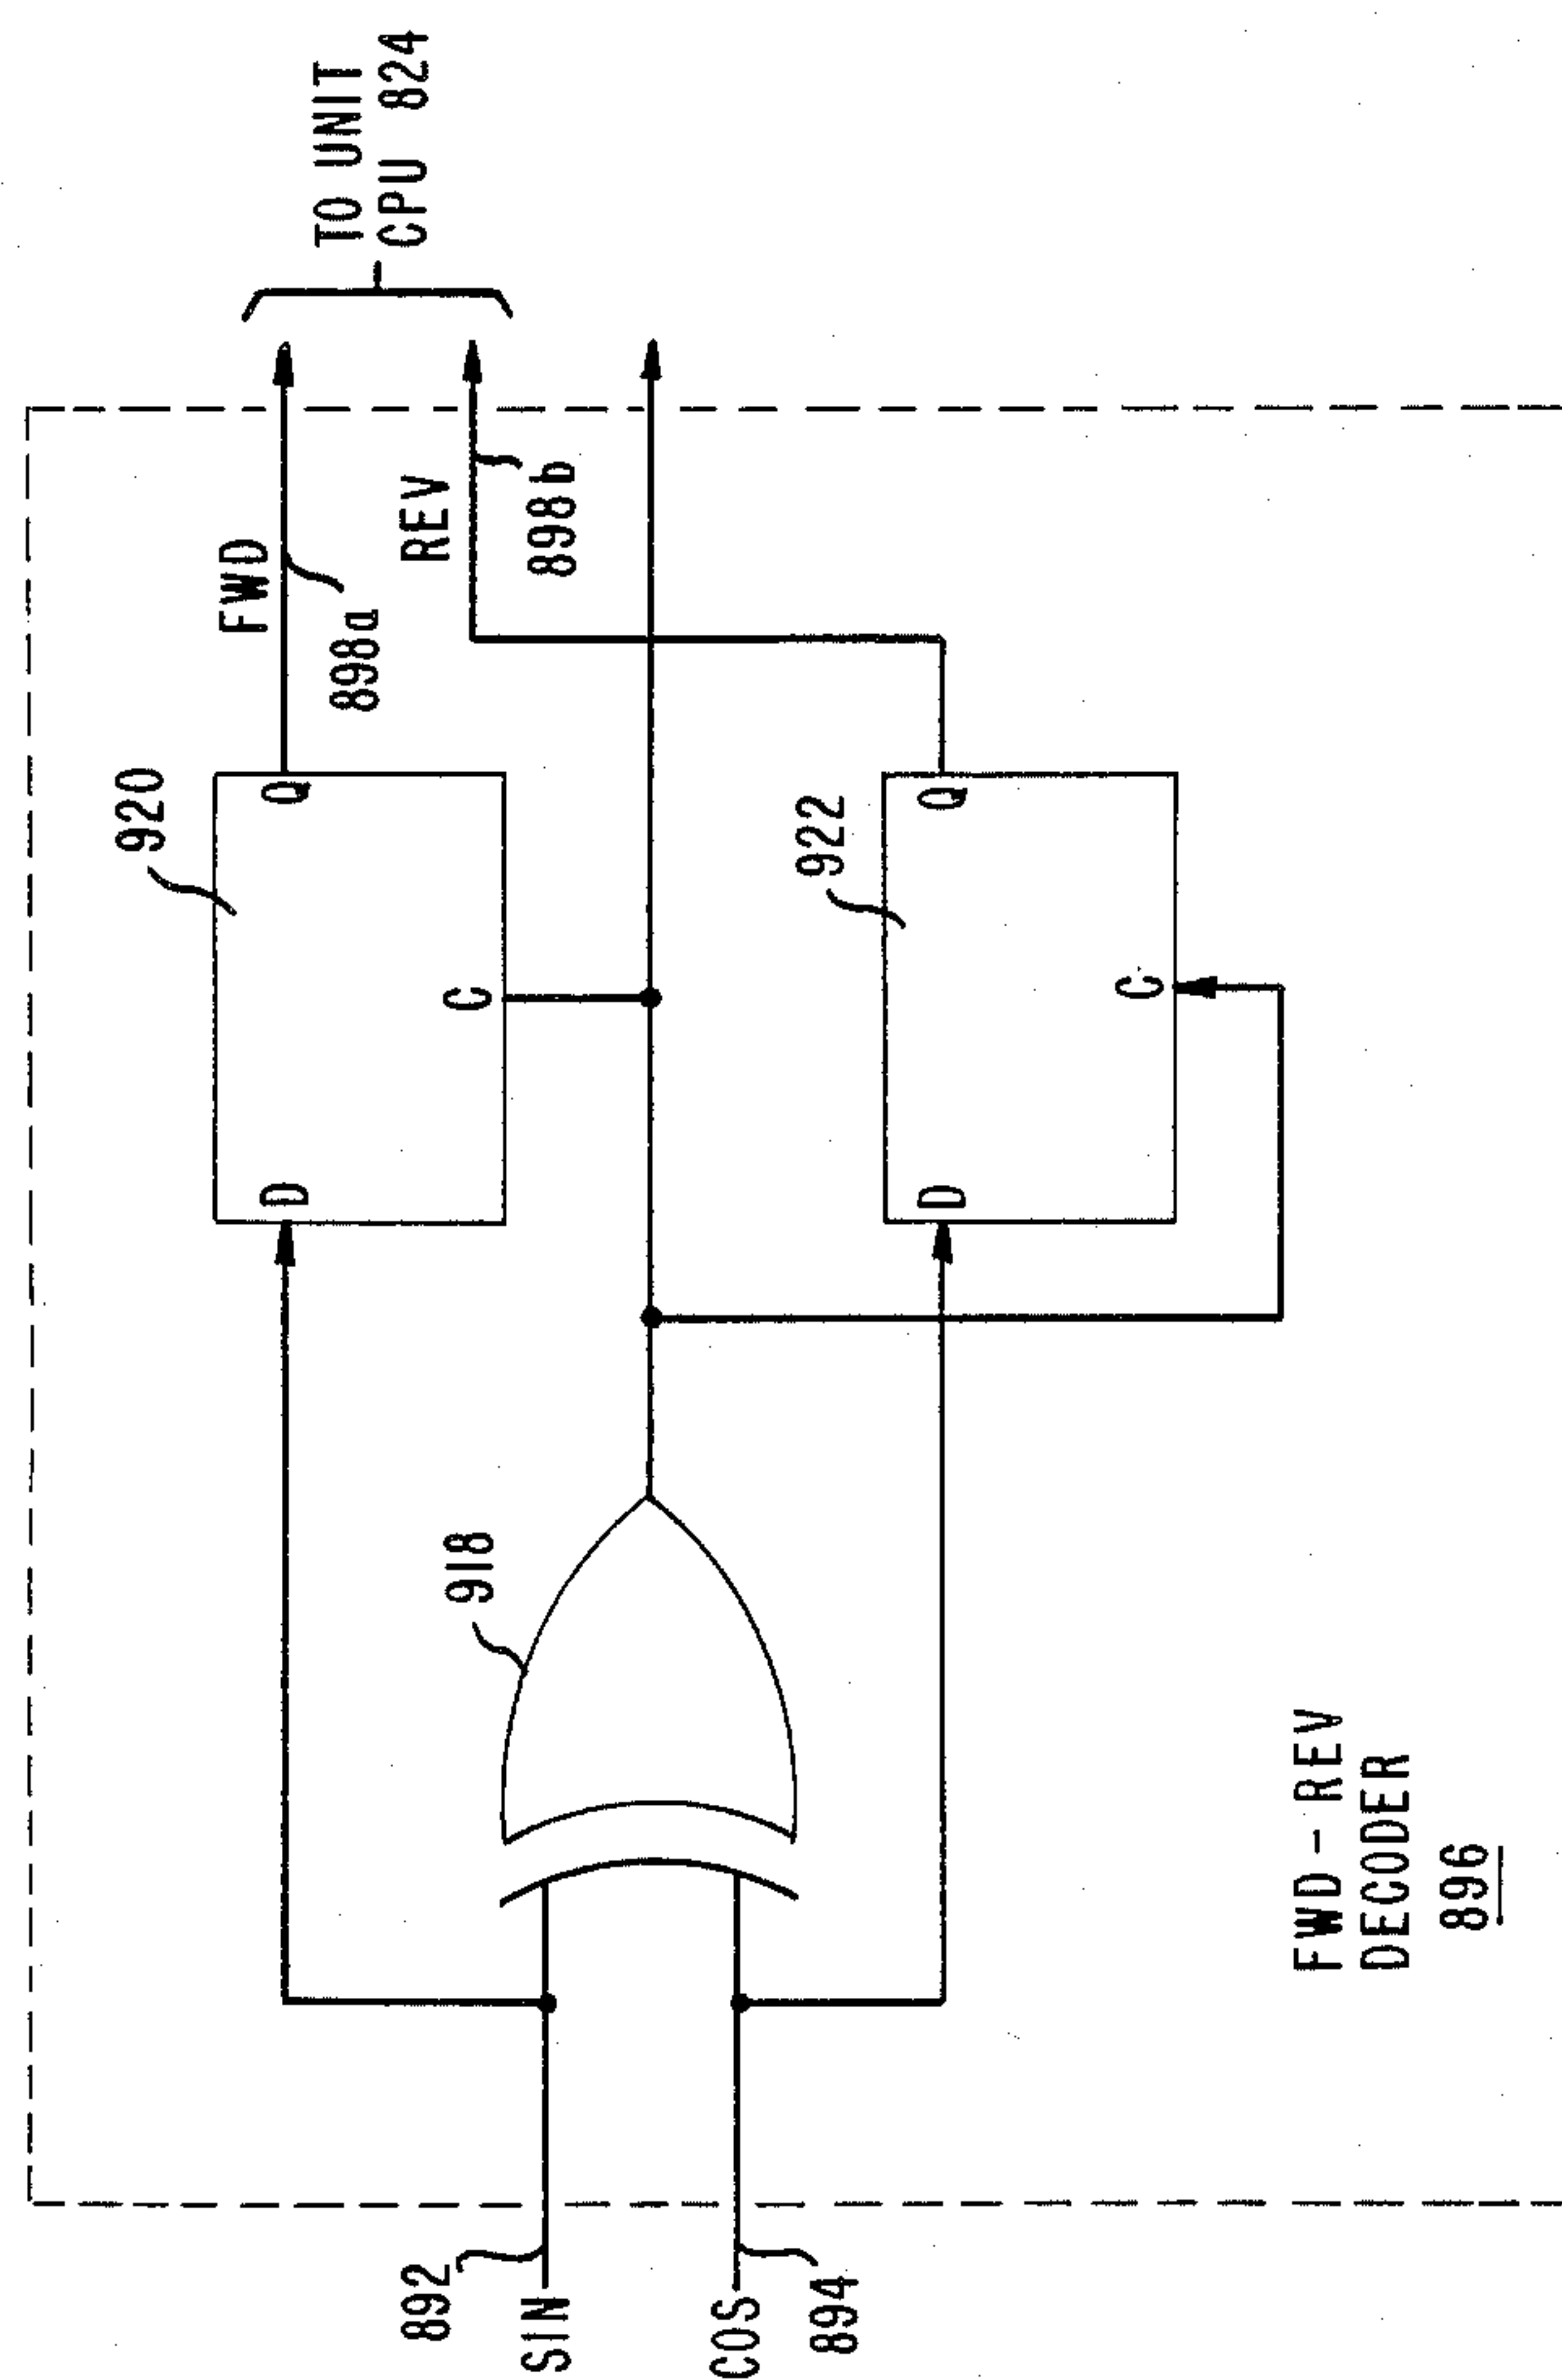 892
SIN
COS
894
918
920
D
C
Q
922
D
C
Q
FWD
898a
REV
898b
TO UNIT
CPU 824
FWD-REV
DECODER
896